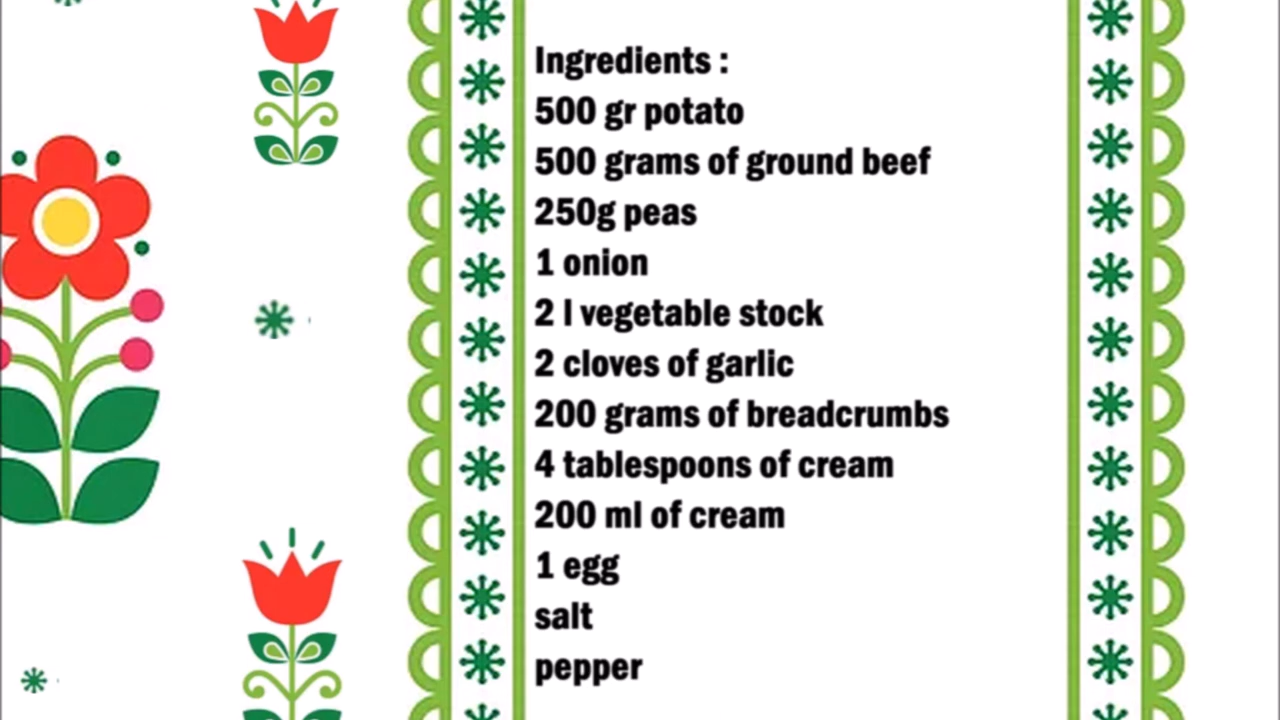 Ingredients :
500 gr potato
500 grams of ground beef
250g peas
1 onion
2 l vegetable stock
2 cloves of garlic
200 grams of breadcrumbs
4 tablespoons of cream
200 ml of cream
1 egg
salt
pepper